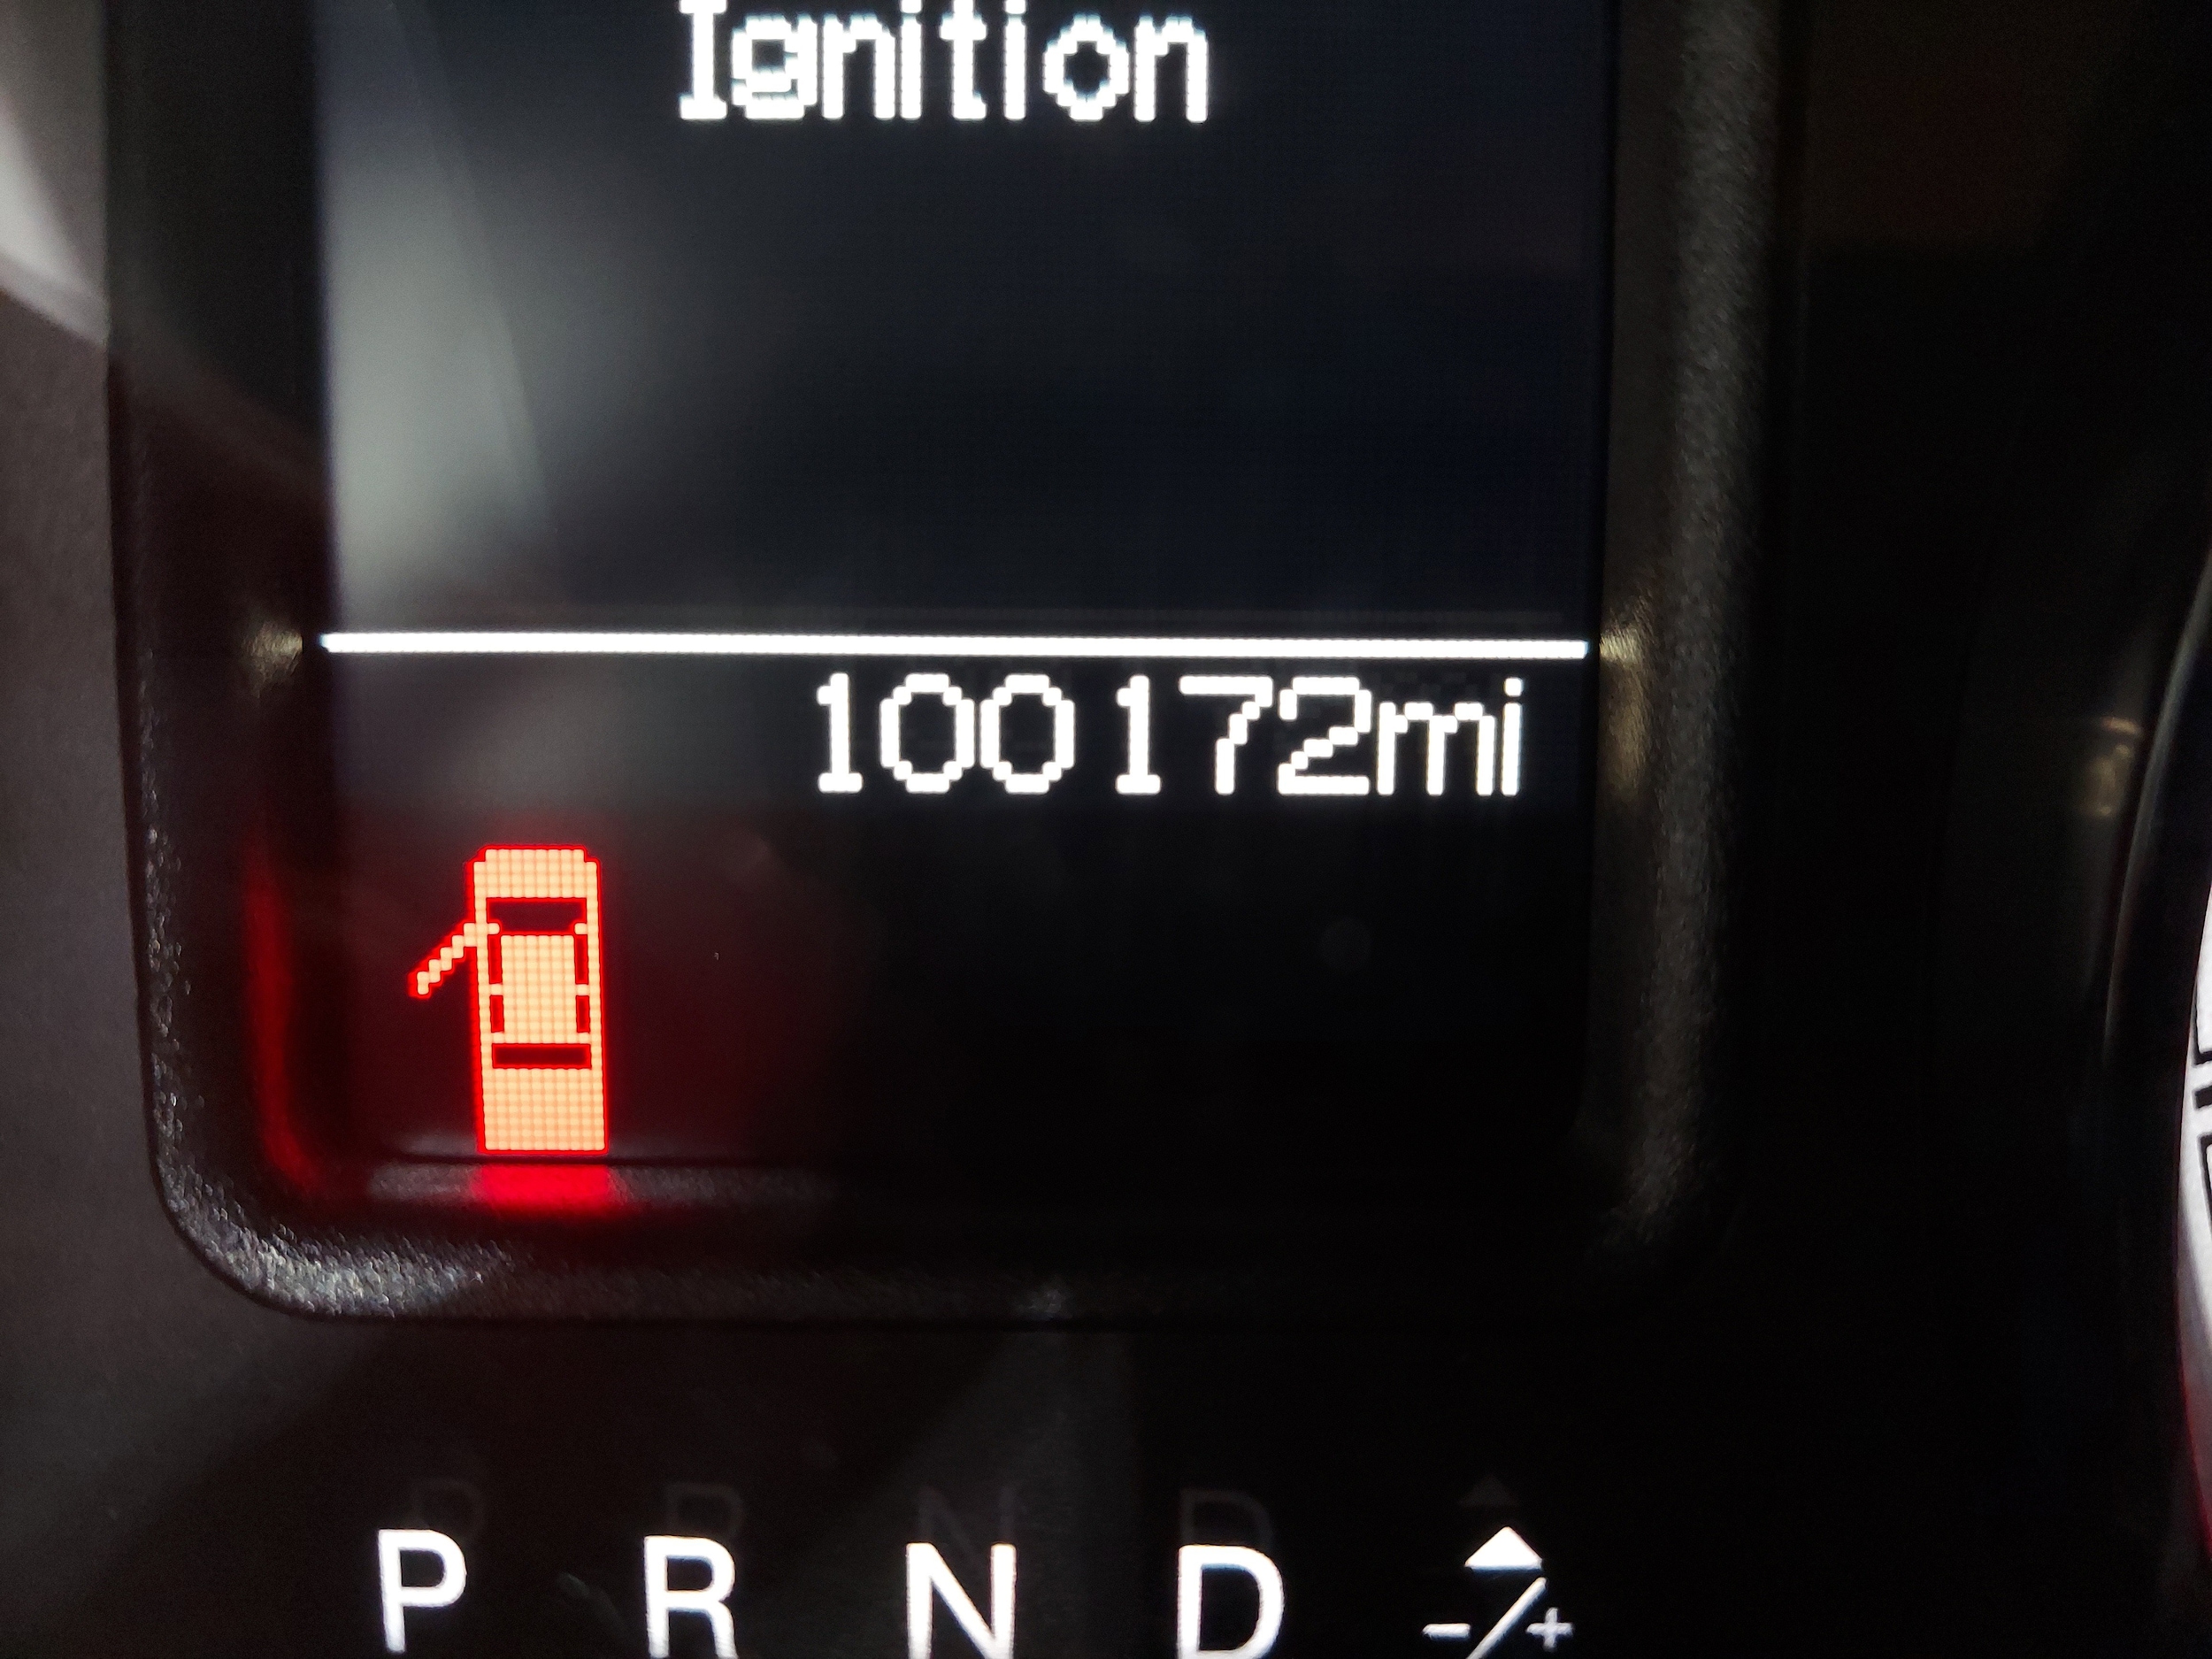 Ignition
100172mi
P R N D -/+